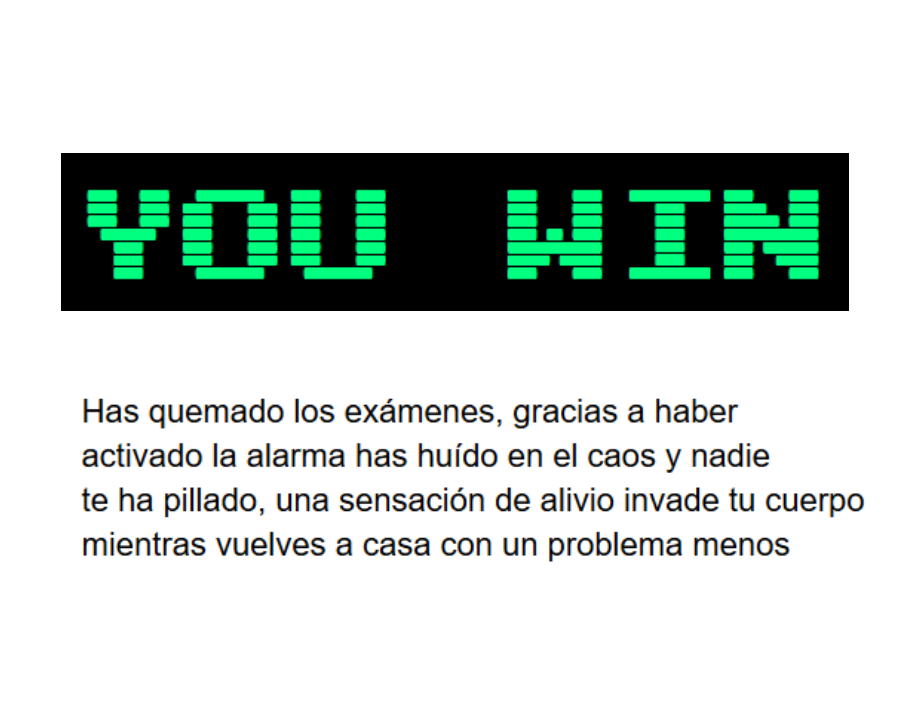 YOU WIN
Has quemado los exámenes, gracias a haber
activado la alarma has huído en el caos y nadie
te ha pillado, una sensación de alivio invade tu cuerpo
mientras vuelves a casa con un problema menos